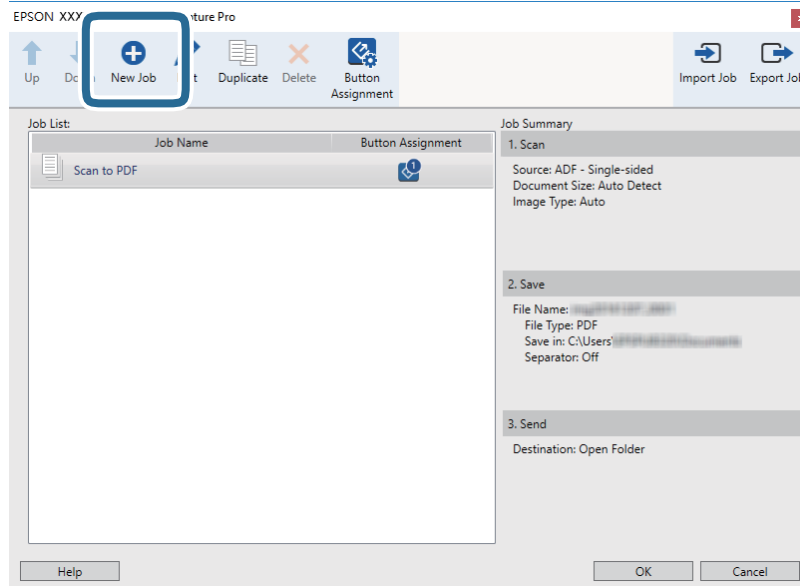 EPSON XXX ture Pro
Up
New Job
Duplicate
Delete
Button
Assignment
Import Job
Export Job
Job List:
Job Name
Button Assignment
Scan to PDF
1
Job Summary
1. Scan
Source: ADF - Single-sided
Document Size: Auto Detect
Image Type: Auto
2. Save
File Name:
File Type: PDF
Save in: C:\Users\
Separator: Off
3. Send
Destination: Open Folder
Help
OK
Cancel